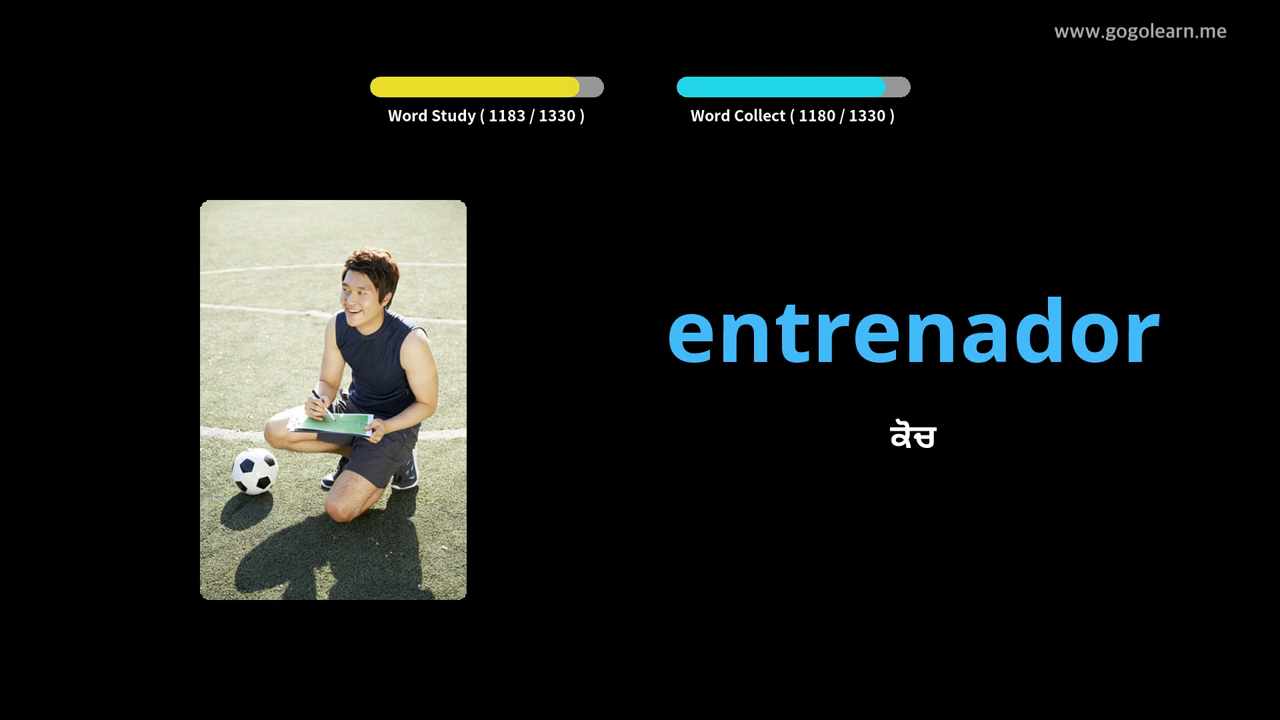 www.gogolearn.me
Word Study ( 1183 / 1330 )
Word Collect ( 1180 / 1330 )
entrenador
ਕੋਚ